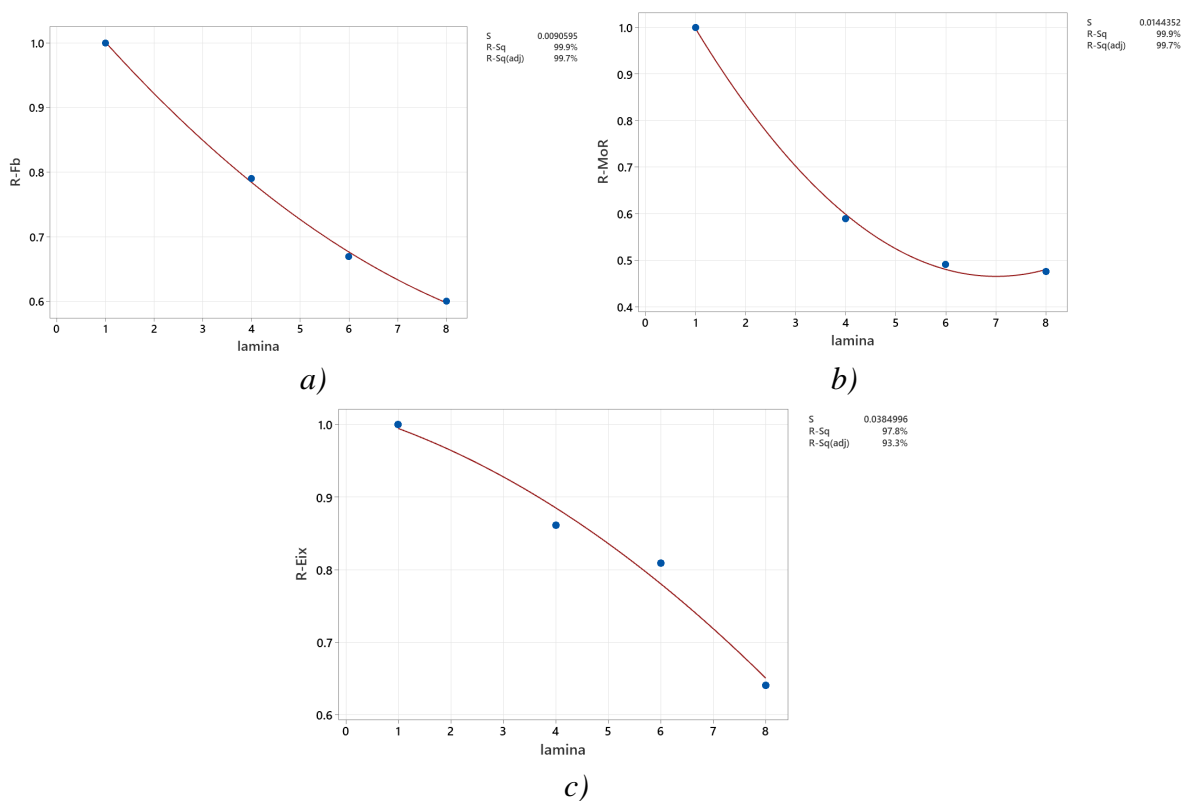 S 0.0090595
R-Sq 99.9%
R-Sq(adj) 99.7%
1.0
0.9
0.8
0.7
0.6
R-Fb
0 1 2 3 4 5 6 7 8
lamina
a)
S 0.0144352
R-Sq 99.9%
R-Sq(adj) 99.7%
1.0
0.9
0.8
0.7
0.6
0.5
0.4
R-MoR
0 1 2 3 4 5 6 7 8
lamina
b)
S 0.0384996
R-Sq 97.8%
R-Sq(adj) 93.3%
1.0
0.9
0.8
0.7
0.6
R-Eix
0 1 2 3 4 5 6 7 8
lamina
c)